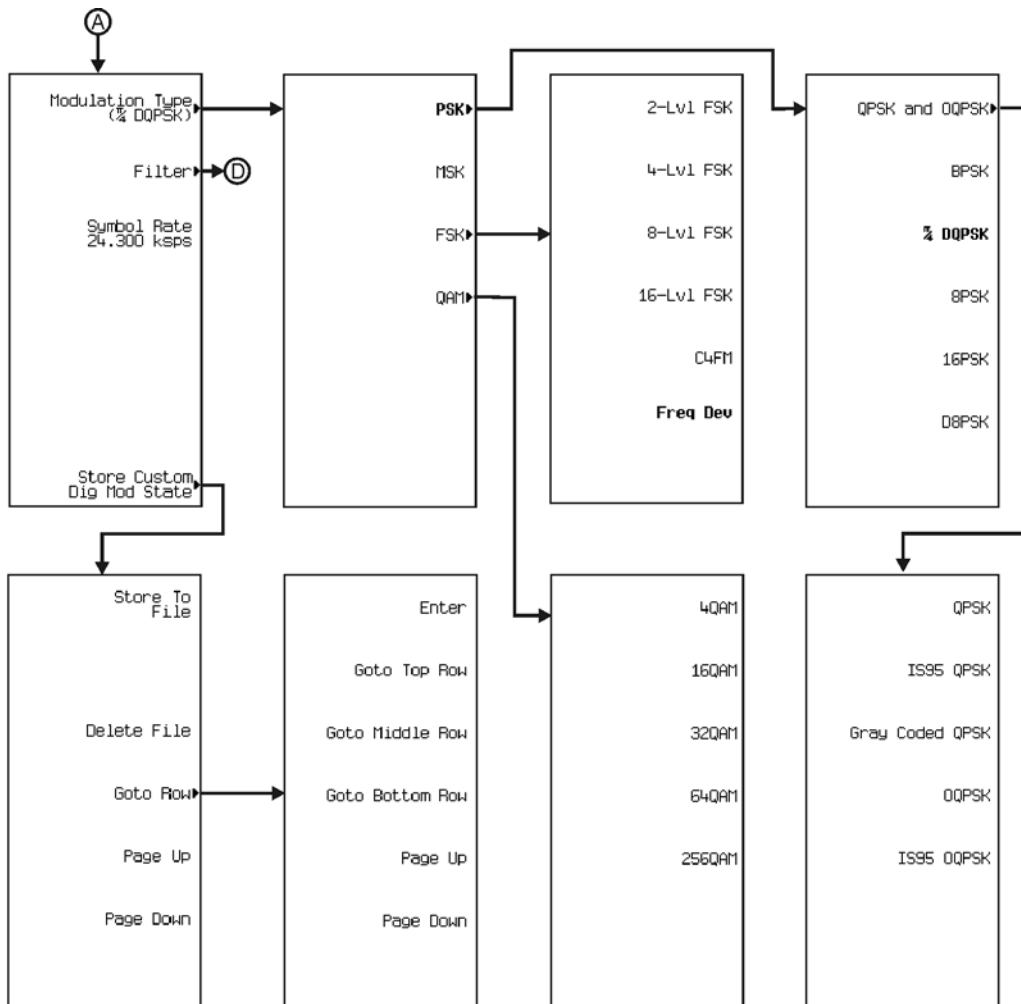 A
Modulation Type
(π/4 DQPSK)
Filter
D
Symbol Rate
24.300 ksps
Store Custom
Dig Mod State
PSK
MSK
FSK
QAM
2-Lvl FSK
4-Lvl FSK
8-Lvl FSK
16-Lvl FSK
C4FM
Freq Dev
QPSK and OQPSK
BPSK
π/4 DQPSK
8PSK
16PSK
D8PSK
Store To
File
Delete File
Goto Row
Page Up
Page Down
Enter
Goto Top Row
Goto Middle Row
Goto Bottom Row
Page Up
Page Down
4QAM
16QAM
32QAM
64QAM
256QAM
QPSK
IS95 QPSK
Gray Coded QPSK
OQPSK
IS95 OQPSK